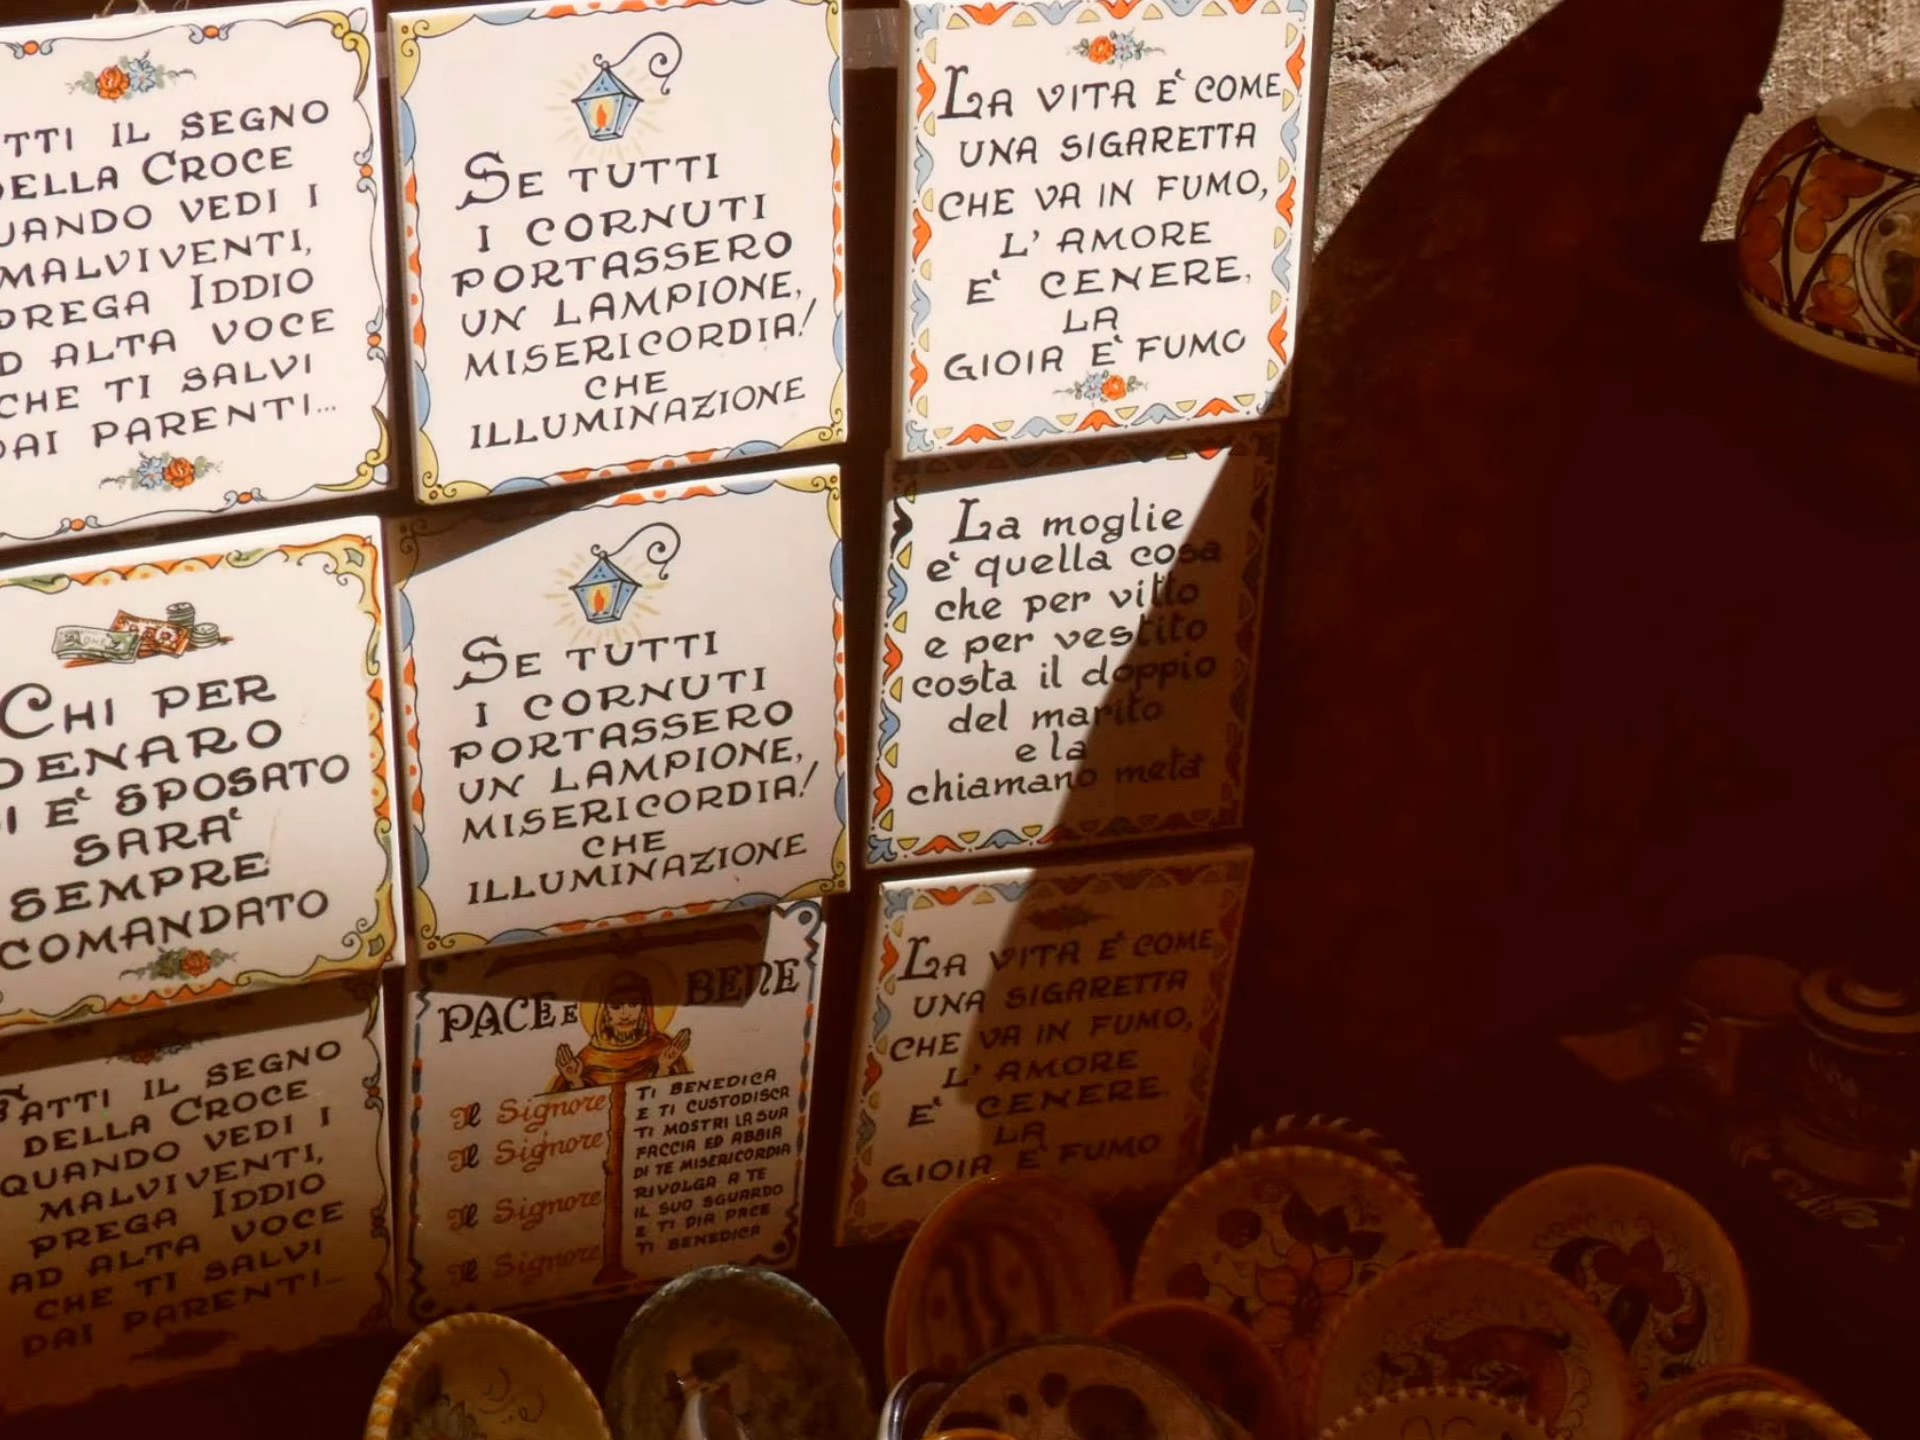 TTI IL SEGNO
DELLA CROCE
QUANDO VEDI I
MALVIVENTI,
PREGA IDDIO
AD ALTA VOCE
CHE TI SALVI
DAI PARENTI...
SE TUTTI
I CORNUTI
PORTASSERO
UN LAMPIONE,
MISERICORDIA!
CHE
ILLUMINAZIONE
LA VITA E' COME
UNA SIGARETTA
CHE VA IN FUMO,
L' AMORE
E' CENERE,
LA
GIOIA E' FUMO
CHI PER
DENARO
SI E' SPOSATO
SARA'
SEMPRE
COMANDATO
SE TUTTI
I CORNUTI
PORTASSERO
UN LAMPIONE,
MISERICORDIA!
CHE
ILLUMINAZIONE
La moglie
e' quella cosa
che per vitto
e per vestito
costa il doppio
del marito
e la
chiamano metà
FATTI IL SEGNO
DELLA CROCE
QUANDO VEDI I
MALVIVENTI,
PREGA IDDIO
AD ALTA VOCE
CHE TI SALVI
DAI PARENTI...
PACE E BENE
Il Signore
Il Signore
Il Signore
Il Signore
TI BENEDICA
E TI CUSTODISCA
TI MOSTRI LA SUA
FACCIA ED ABBIA
DI TE MISERICORDIA
RIVOLGA A TE
IL SUO SGUARDO
E TI DIA PACE
TI BENEDICA
LA VITA E' COME
UNA SIGARETTA
CHE VA IN FUMO,
L' AMORE
E' CENERE,
LA
GIOIA E' FUMO